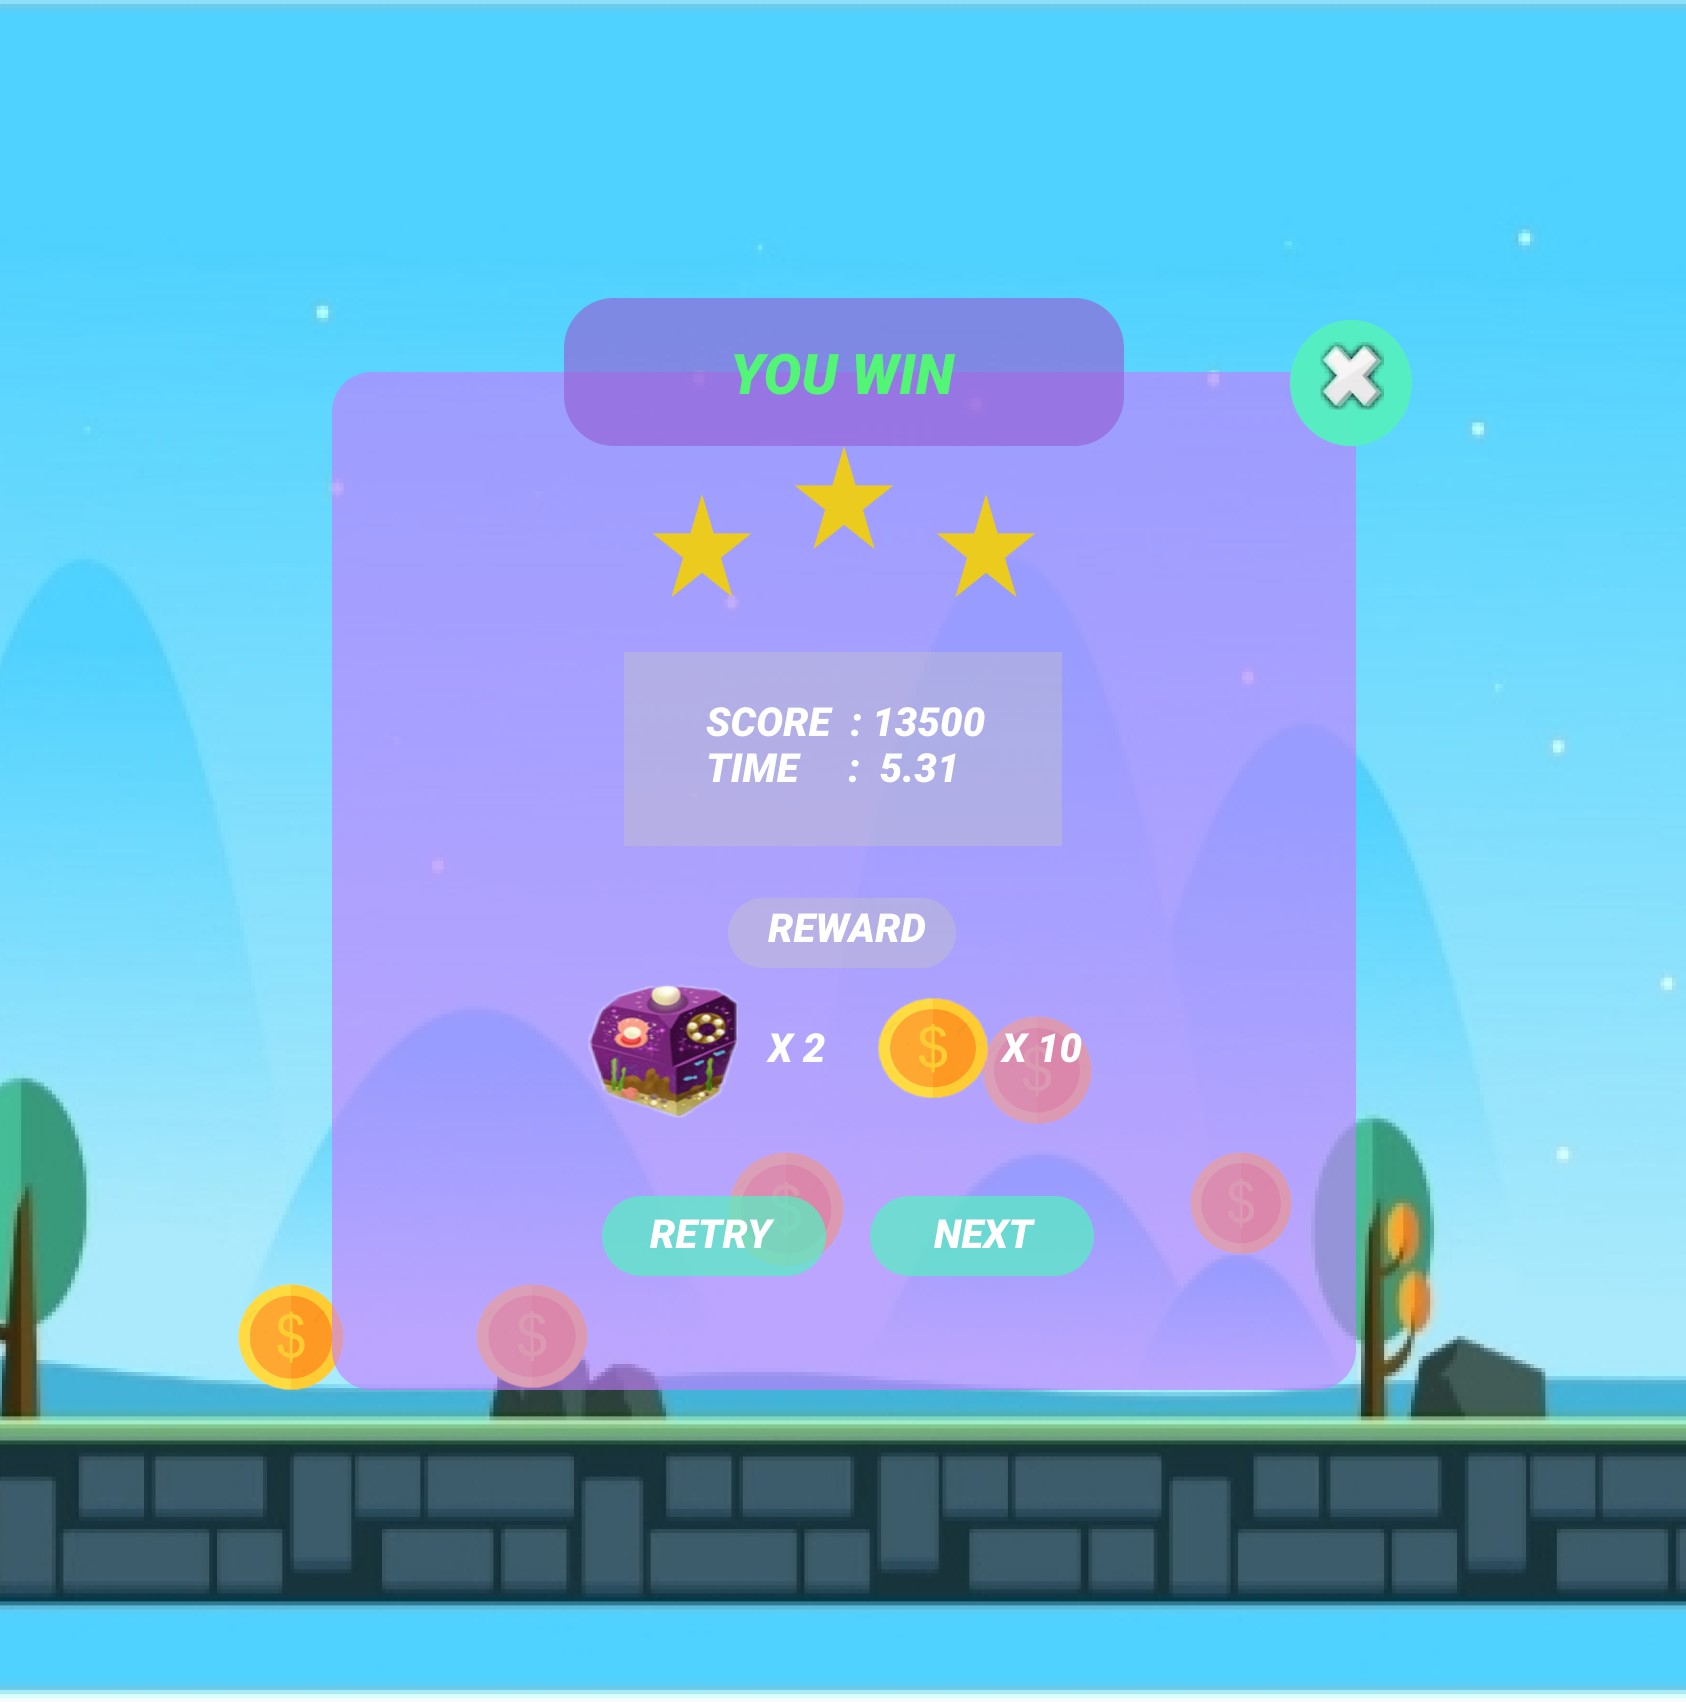 YOU WIN
SCORE : 13500
TIME : 5.31
REWARD
X 2
$
X 10
$
$
RETRY
NEXT
$
$
$